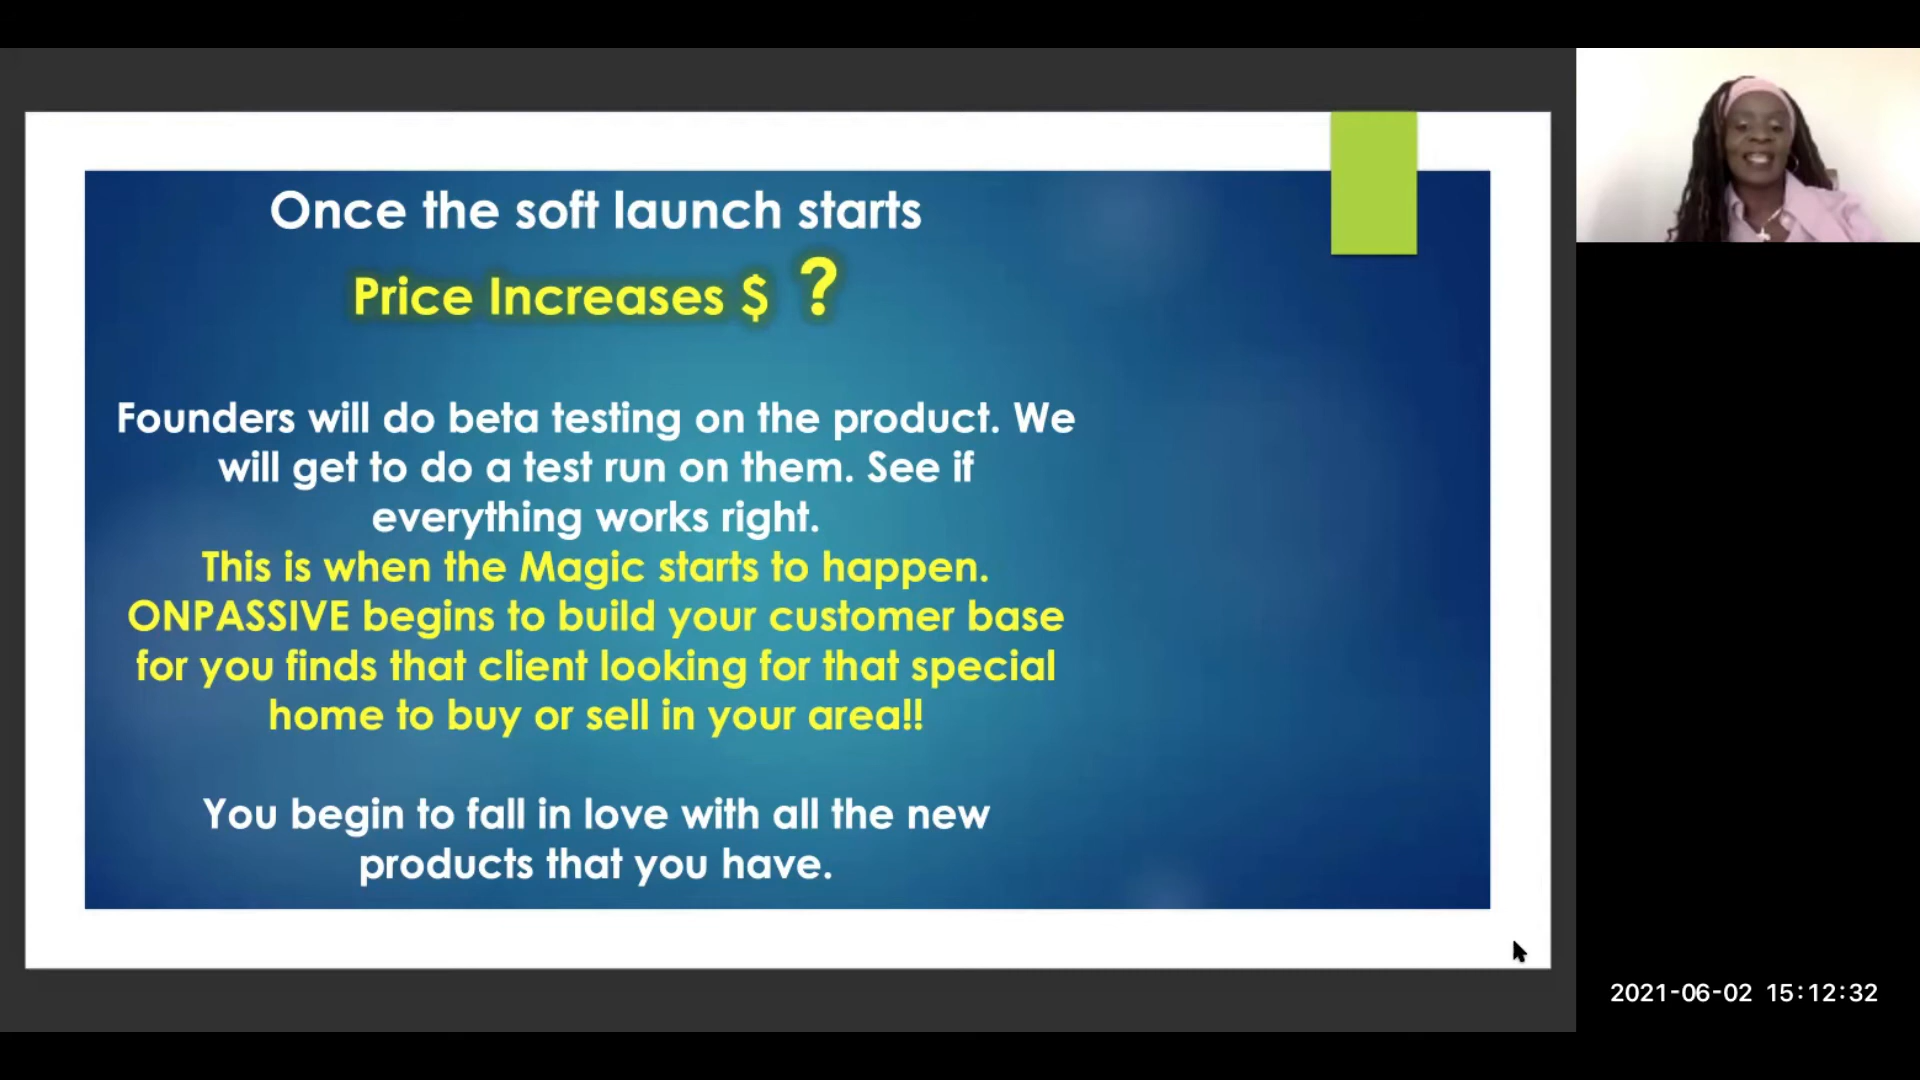 Once the soft launch starts
Price Increases $ ?
Founders will do beta testing on the product. We
will get to do a test run on them. See if
everything works right.
This is when the Magic starts to happen.
ONPASSIVE begins to build your customer base
for you finds that client looking for that special
home to buy or sell in your area!!
You begin to fall in love with all the new
products that you have.
2021-06-02 15:12:32